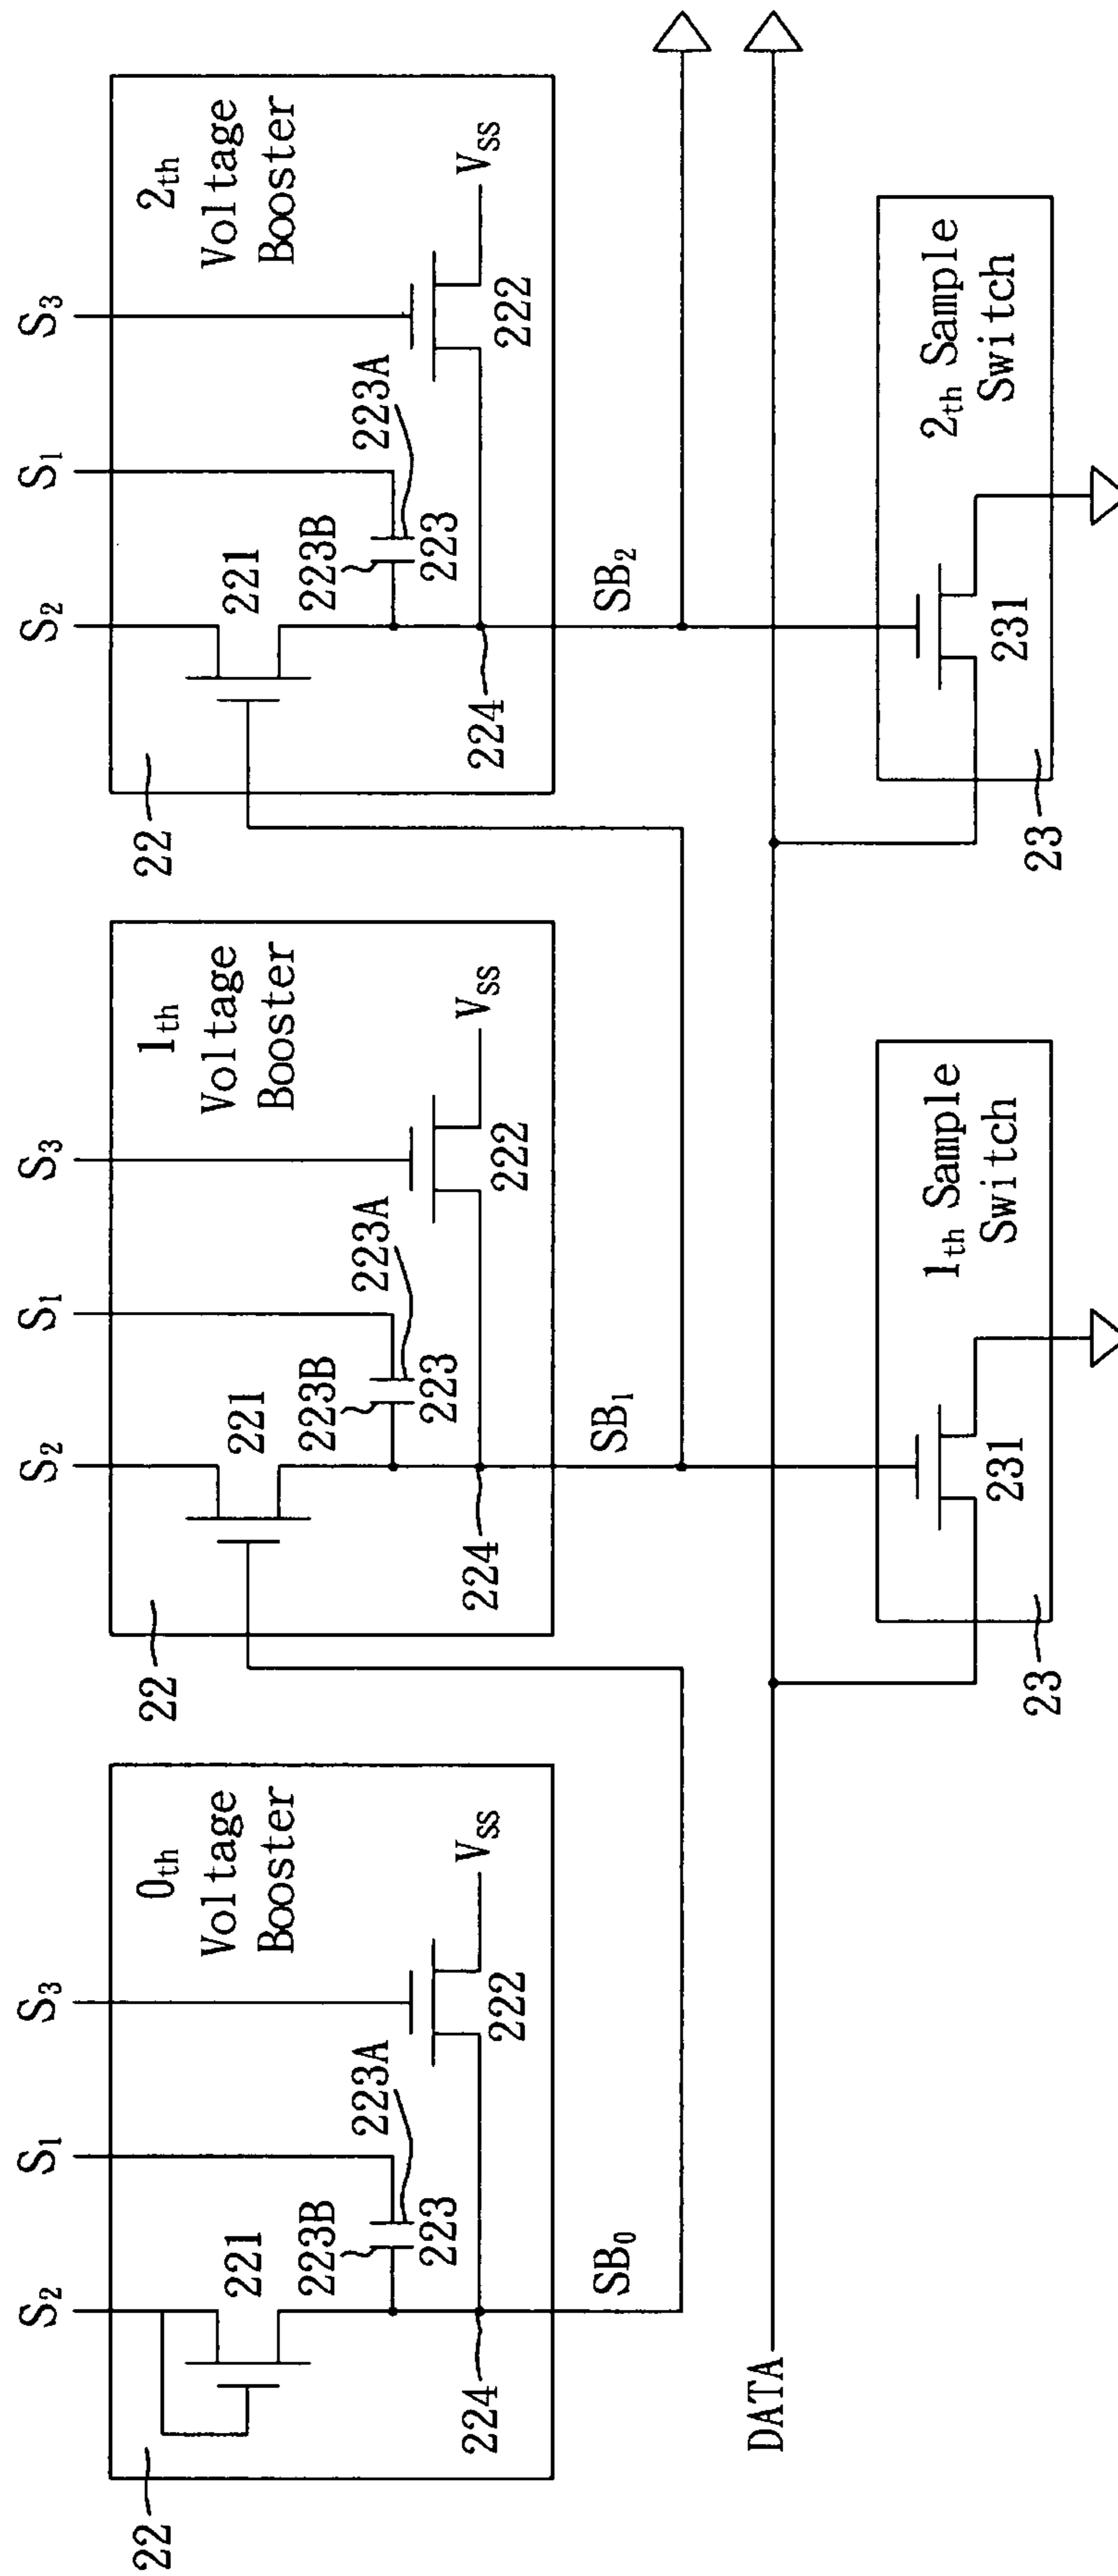 S₂
S₁
S₃
0th
Voltage
Booster
22
221
223B
223A
223
222
Vss
224
SB₀
S₂
S₁
S₃
1th
Voltage
Booster
22
221
223B
223A
223
222
Vss
224
SB₁
S₂
S₁
S₃
2th
Voltage
Booster
22
221
223B
223A
223
222
Vss
224
SB₂
DATA
1th Sample
Switch
231
23
2th Sample
Switch
231
23